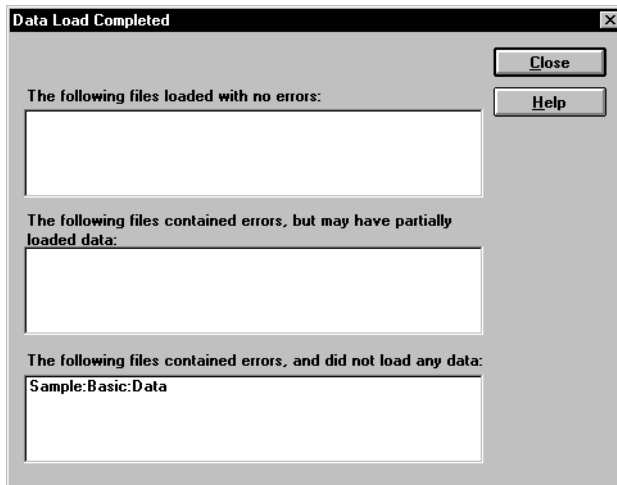 Data Load Completed
Close
The following files loaded with no errors:
Help
The following files contained errors, but may have partially
loaded data:
The following files contained errors, and did not load any data:
Sample:Basic:Data